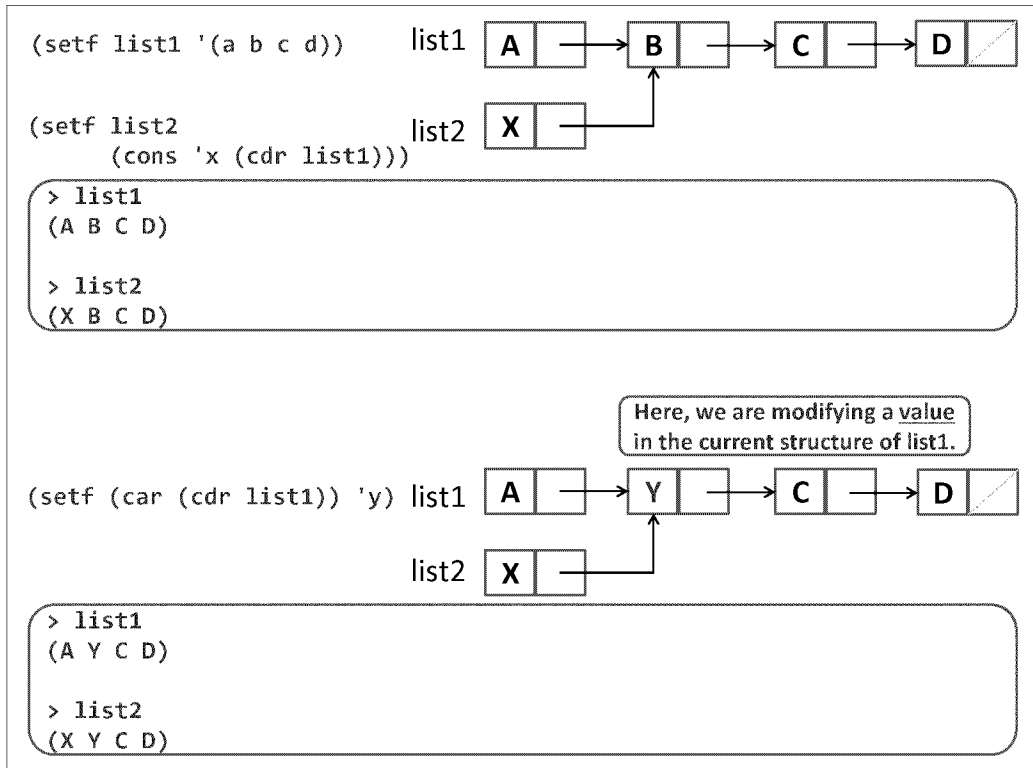 (setf list1 '(a b c d))
list1 A B C D
(setf list2
(cons 'x (cdr list1)))
list2 X
> list1
(A B C D)
> list2
(X B C D)
Here, we are modifying a value
in the current structure of list1.
(setf (car (cdr list1)) 'y)
list1 A Y C D
list2 X
> list1
(A Y C D)
> list2
(X Y C D)